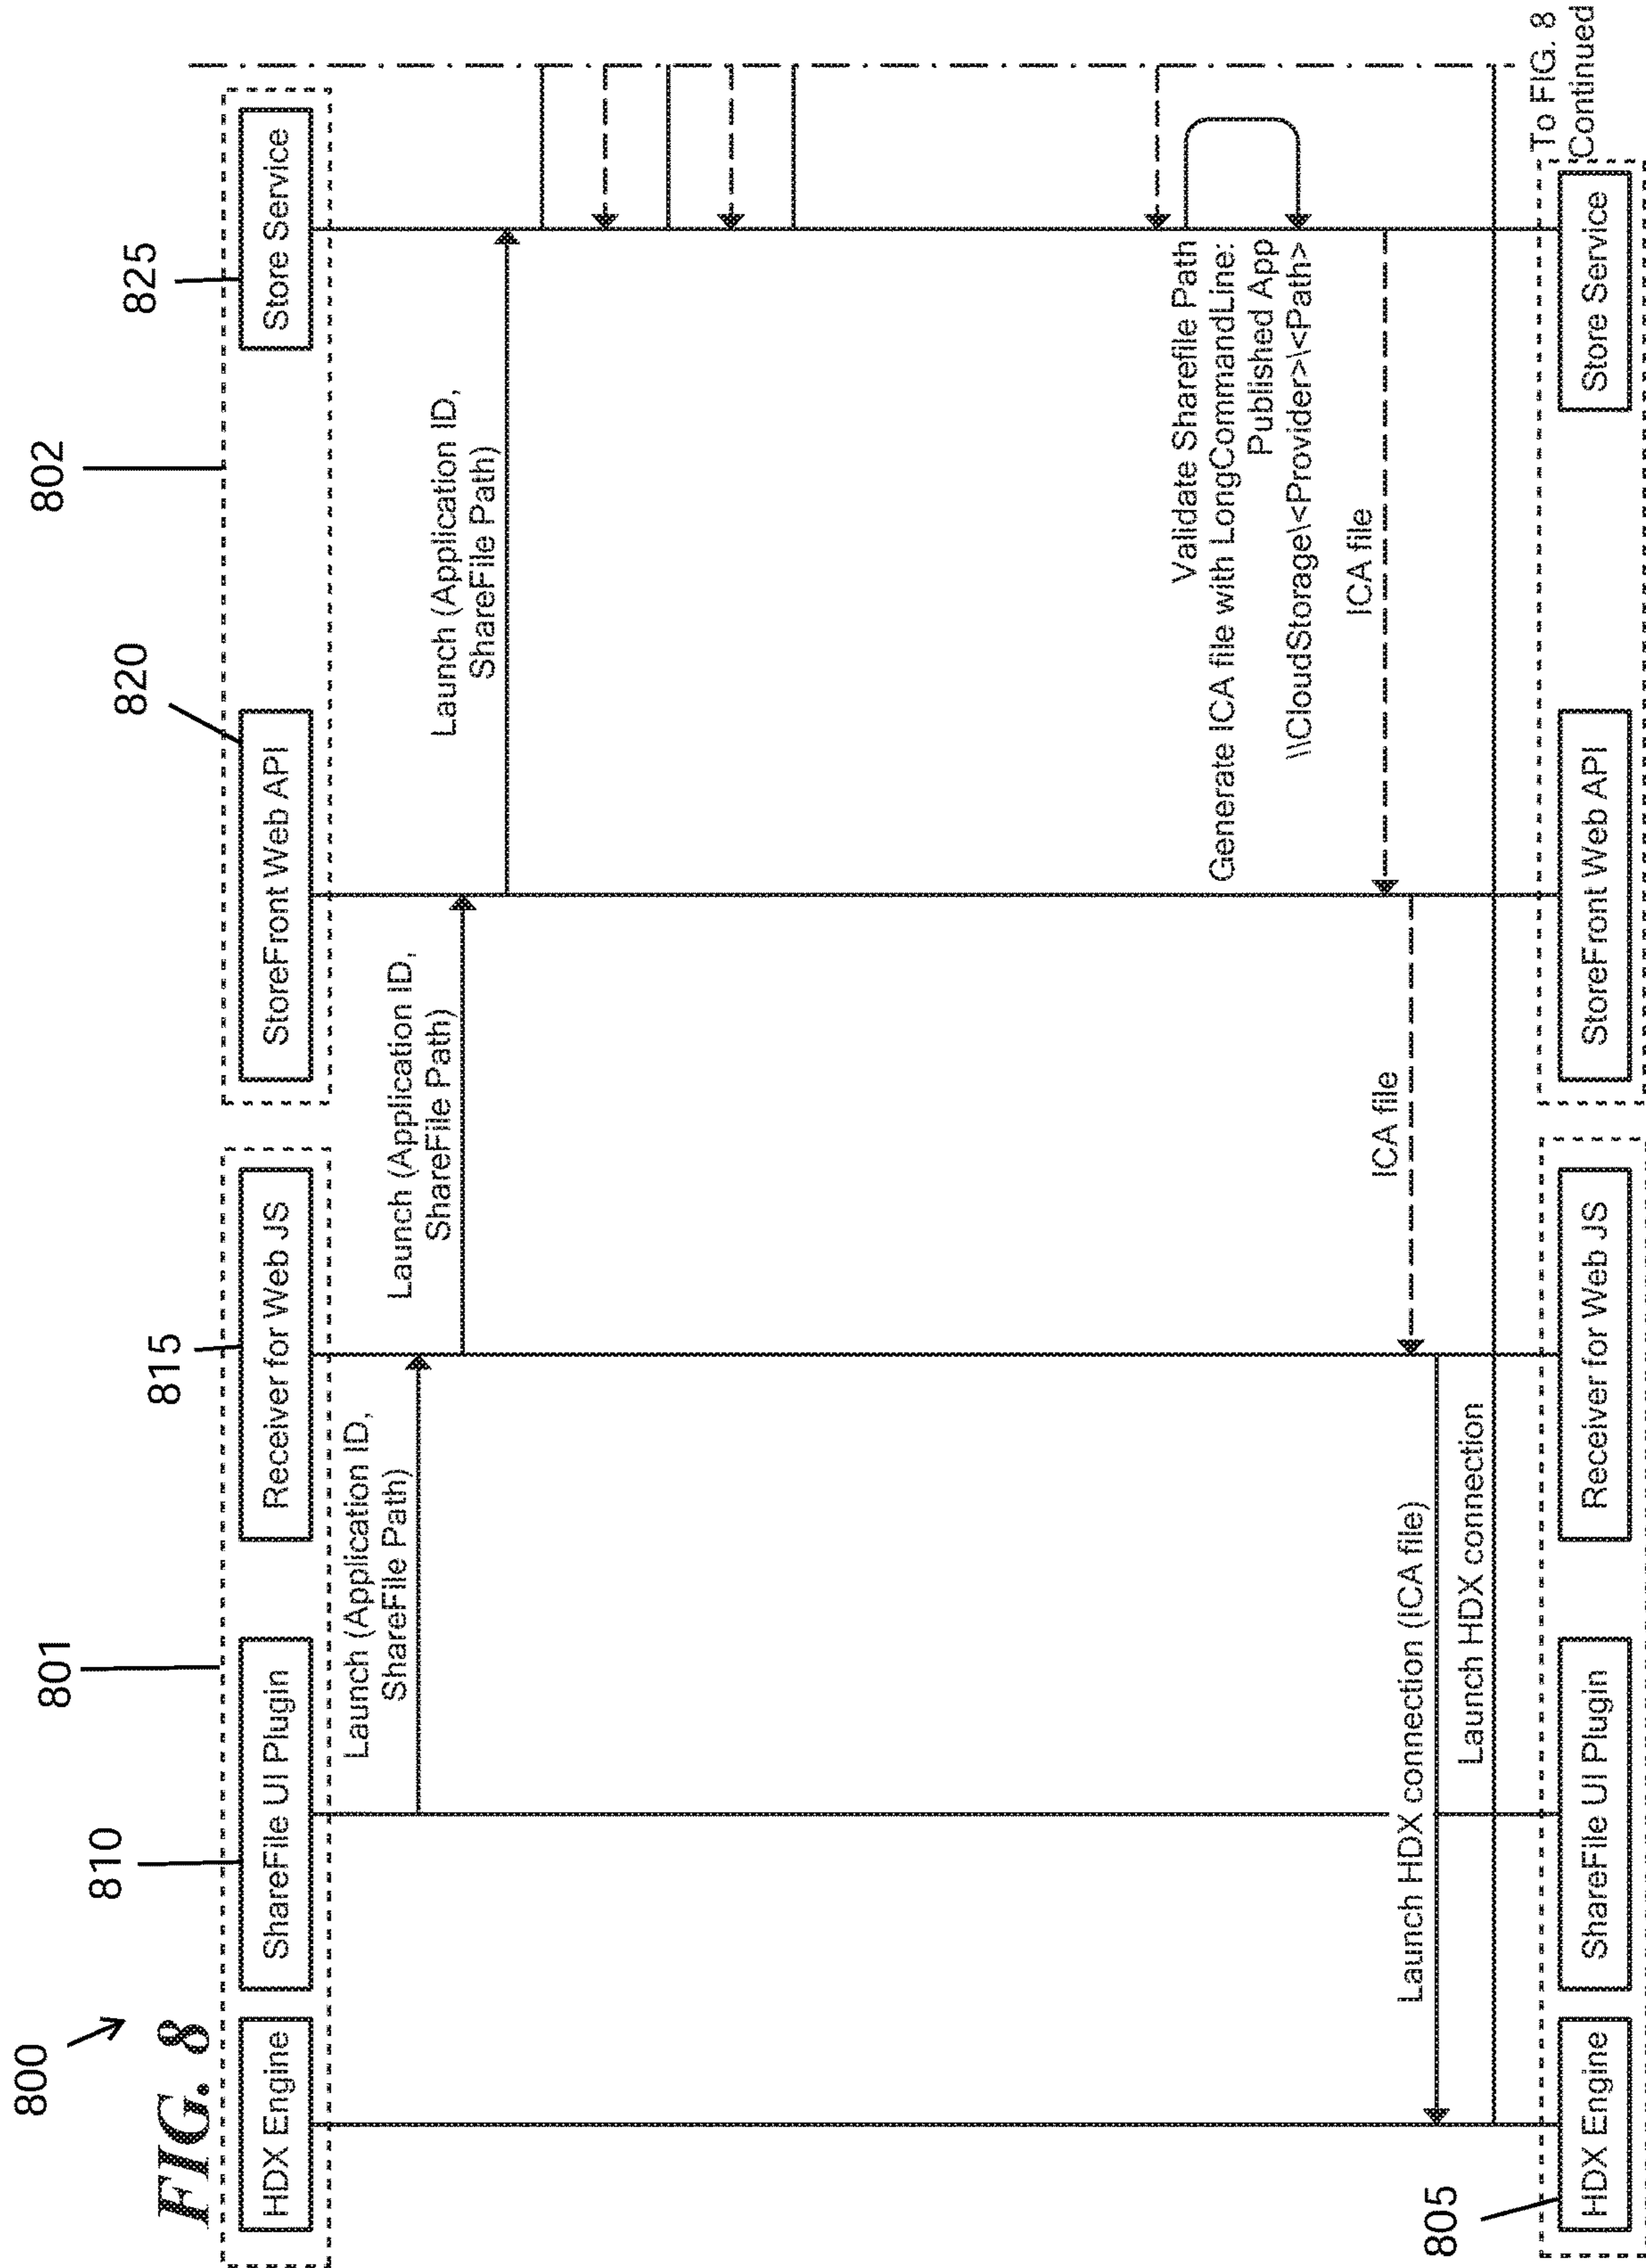 800
FIG. 8
801
802
805
810
815
820
825
HDX Engine
ShareFile UI Plugin
Receiver for Web JS
StoreFront Web API
Store Service
Launch (Application ID,
ShareFile Path)
Launch (Application ID,
ShareFile Path)
Launch (Application ID,
ShareFile Path)
Validate Sharefile Path
Generate ICA file with LongCommandLine:
Published App
\\CloudStorage\<Provider>\<Path>
ICA file
ICA file
Launch HDX connection (ICA file)
Launch HDX connection
To FIG. 8
Continued
HDX Engine
ShareFile UI Plugin
Receiver for Web JS
StoreFront Web API
Store Service